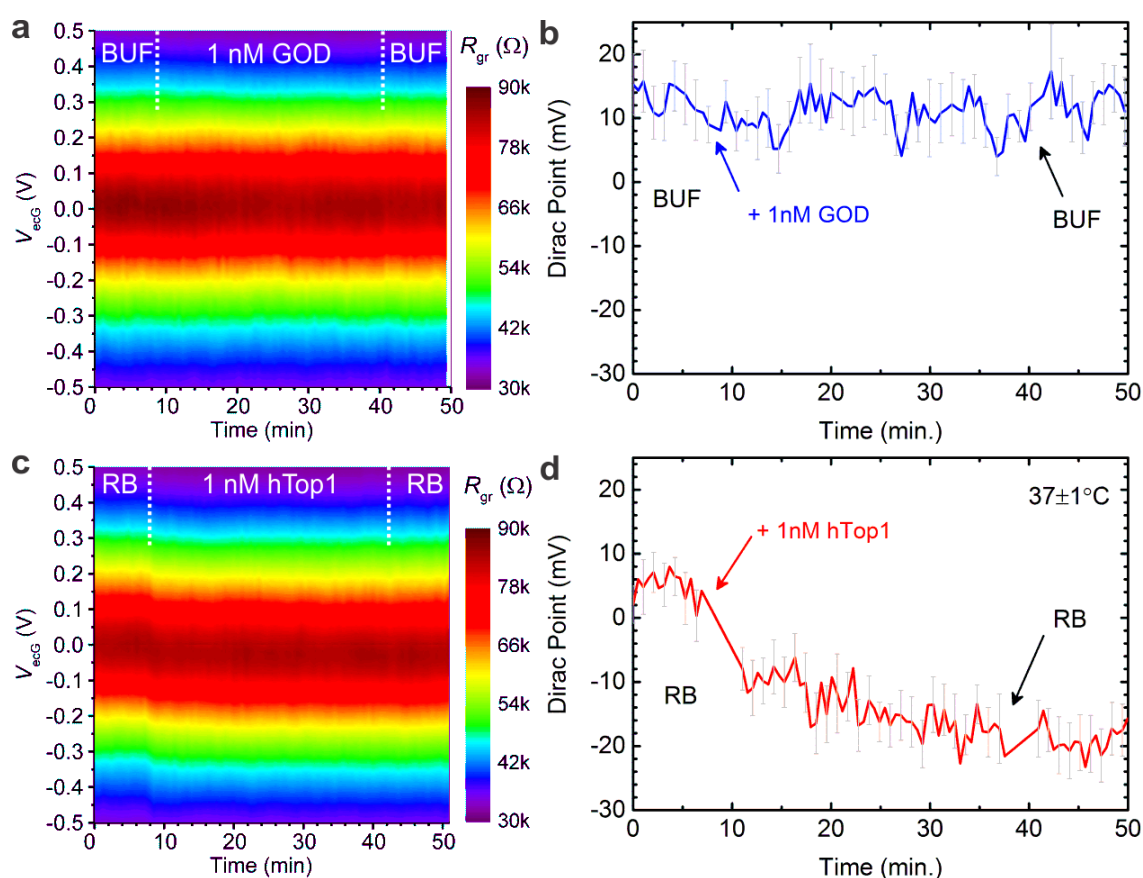 a
BUF 1 nM GOD BUF
R_gr (Ω)
90k
78k
66k
54k
42k
30k
V_ecG (V)
0.5
0.4
0.3
0.2
0.1
0.0
-0.1
-0.2
-0.3
-0.4
-0.5
0 10 20 30 40 50
Time (min)
b
Dirac Point (mV)
20
10
0
-10
-20
-30
BUF
+ 1nM GOD
BUF
0 10 20 30 40 50
Time (min.)
c
RB 1 nM hTop1 RB
R_gr (Ω)
90k
78k
66k
54k
42k
30k
V_ecG (V)
0.5
0.4
0.3
0.2
0.1
0.0
-0.1
-0.2
-0.3
-0.4
-0.5
0 10 20 30 40 50
Time (min)
d
Dirac Point (mV)
20
10
0
-10
-20
-30
37±1°C
+ 1nM hTop1
RB
RB
0 10 20 30 40 50
Time (min.)